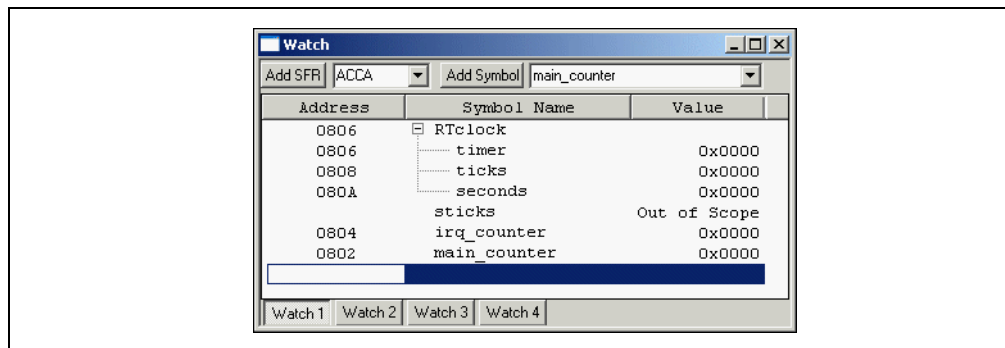 Watch
Add SFR ACCA Add Symbol main_counter
Address Symbol Name Value
0806 RTclock
0806 timer 0x0000
0808 ticks 0x0000
080A seconds 0x0000
sticks Out of Scope
0804 irq_counter 0x0000
0802 main_counter 0x0000
Watch 1 Watch 2 Watch 3 Watch 4